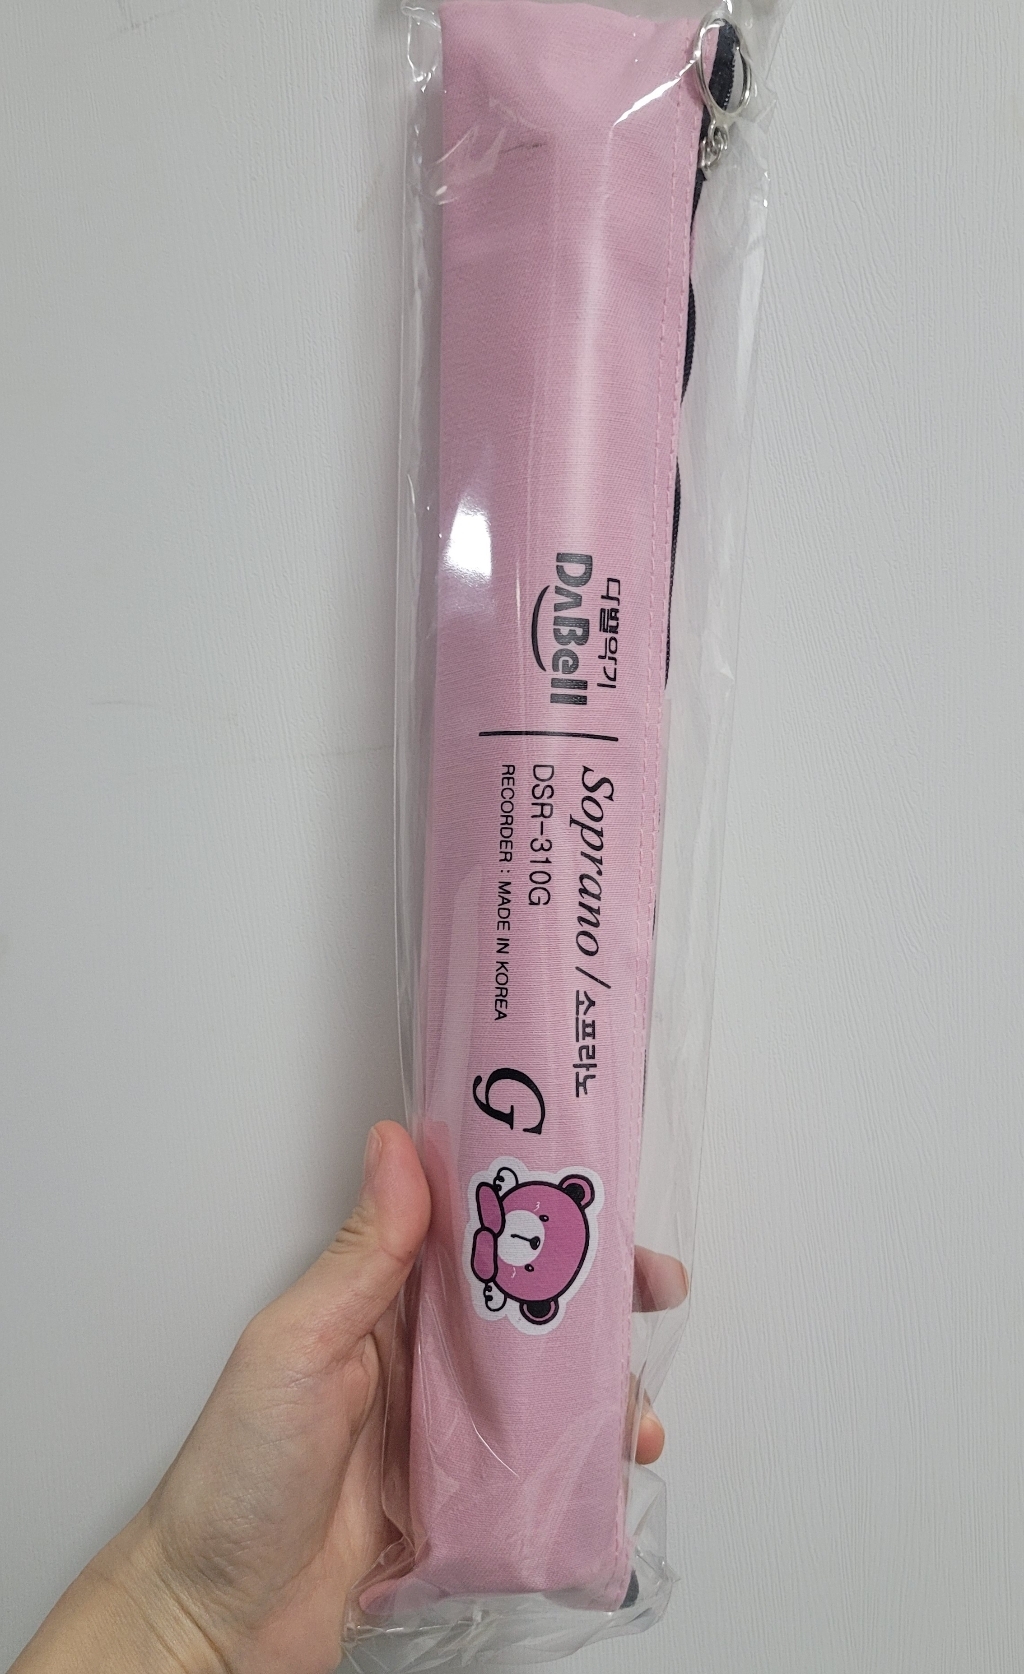 다벨악기
DABell
Soprano / 소프라노
DSR-310G
RECORDER : MADE IN KOREA
G